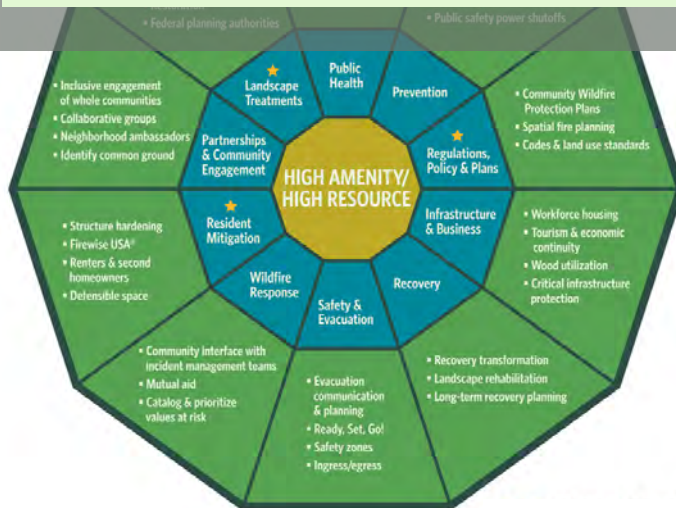 • Federal planning authorities
• Public safety power shutoffs
Public
Health
Landscape
Treatments
Prevention
• Inclusive engagement
of whole communities
• Collaborative groups
• Neighborhood ambassadors
• Identify common ground
Partnerships
& Community
Engagement
Regulations,
Policy & Plans
• Community Wildfire
Protection Plans
• Spatial fire planning
• Codes & land use standards
HIGH AMENITY/
HIGH RESOURCE
• Structure hardening
• Firewise USA®
• Renters & second
homeowners
• Defensible space
Resident
Mitigation
Infrastructure
& Business
• Workforce housing
• Tourism & economic
continuity
• Wood utilization
• Critical infrastructure
protection
Wildfire
Response
Safety &
Evacuation
Recovery
• Community interface with
incident management teams
• Mutual aid
• Catalog & prioritize
values at risk
• Evacuation
communication
& planning
• Ready, Set, Go!
• Safety zones
• Ingress/egress
• Recovery transformation
• Landscape rehabilitation
• Long-term recovery planning